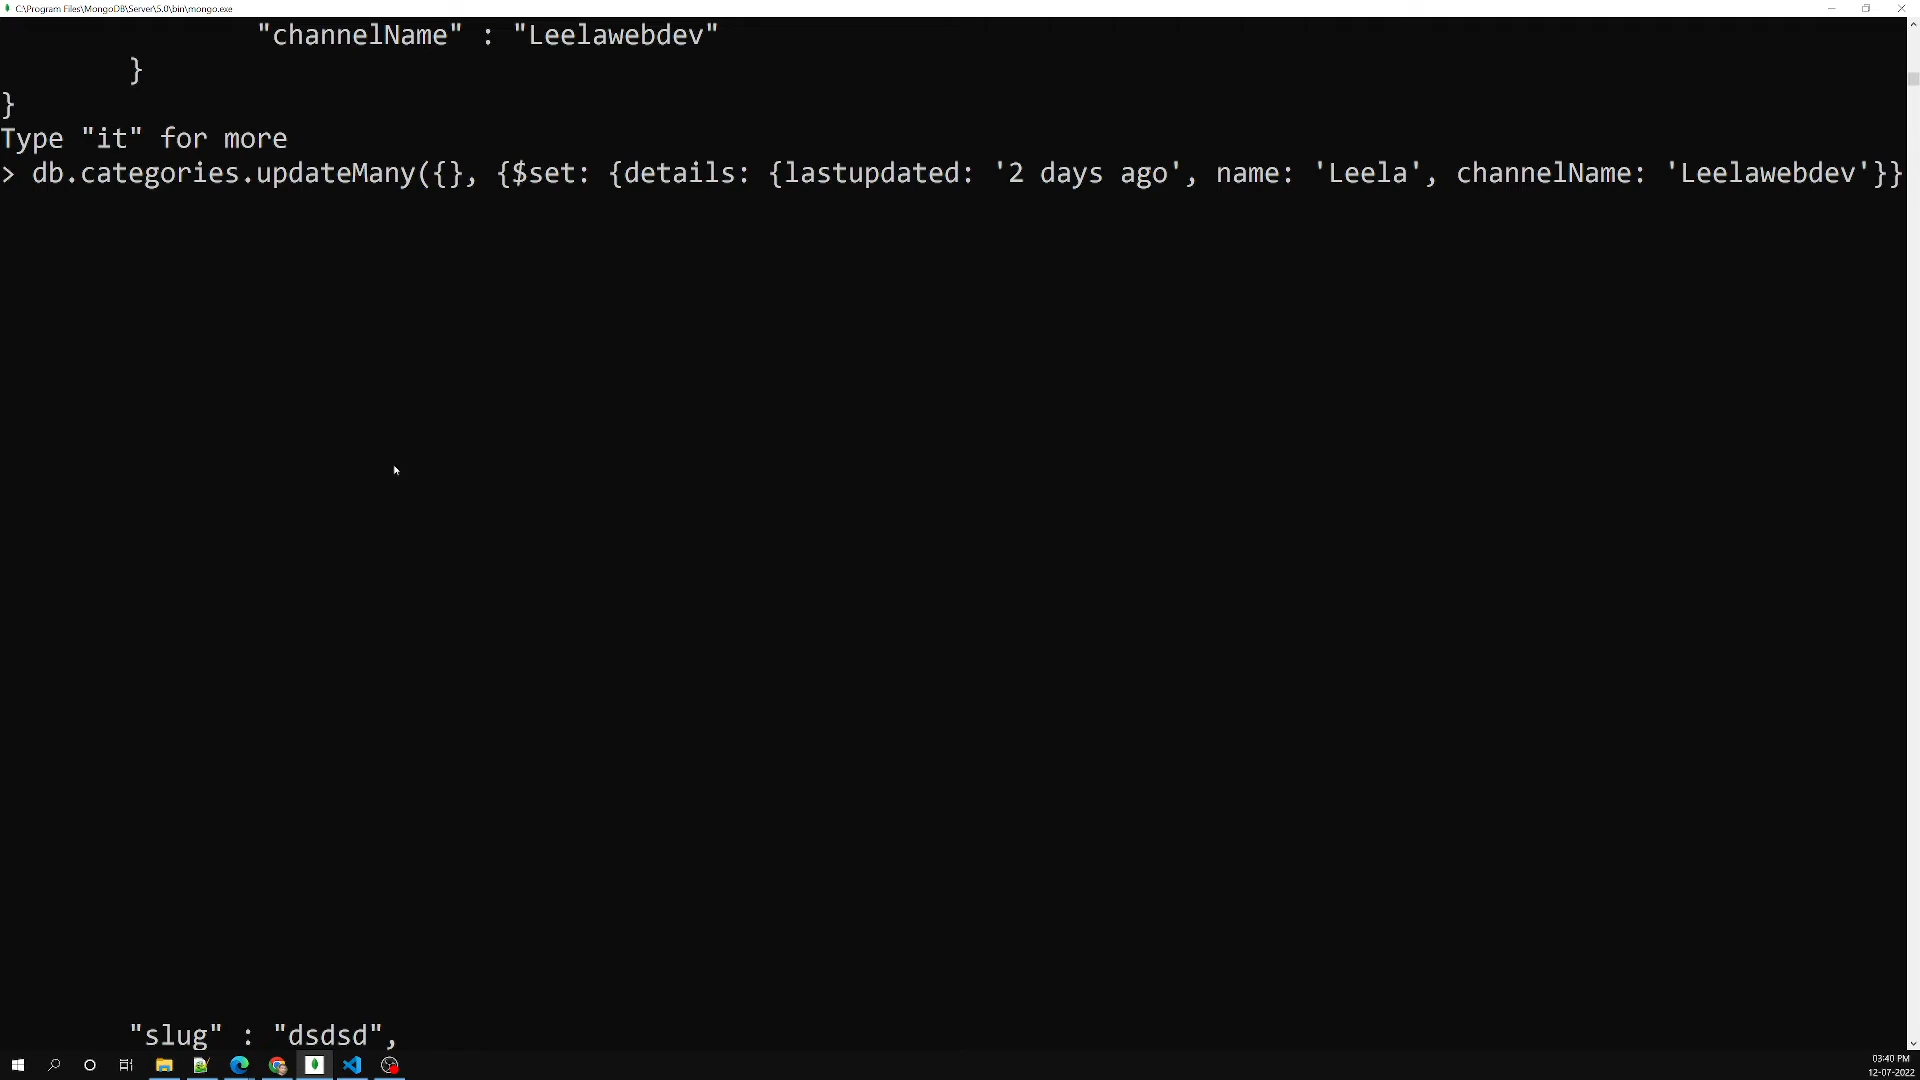 C:\Program Files\MongoDB\Server\5.0\bin\mongo.exe
"channelName" : "Leelawebdev"
}
}
Type "it" for more
> db.categories.updateMany({}, {$set: {details: {lastupdated: '2 days ago', name: 'Leela', channelName: 'Leelawebdev'}}
"slug" : "dsdsd",
03:40 PM
12-07-2022